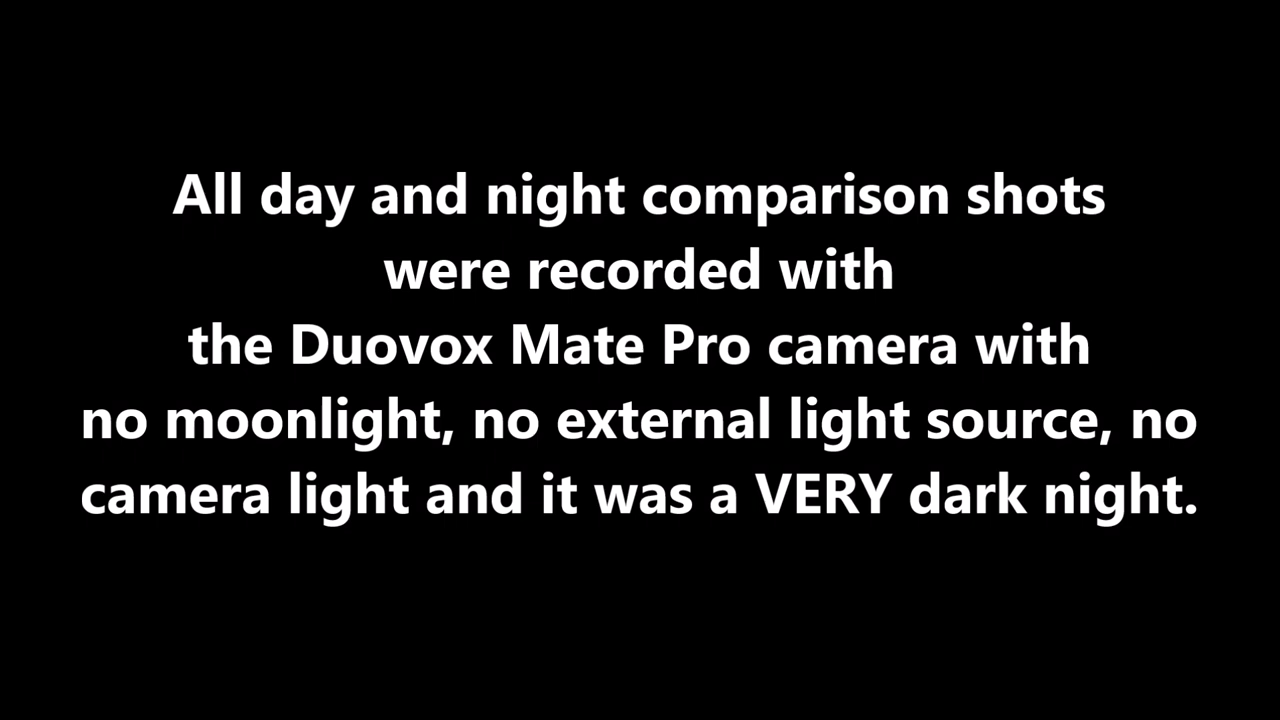 All day and night comparison shots
were recorded with
the Duovox Mate Pro camera with
no moonlight, no external light source, no
camera light and it was a VERY dark night.